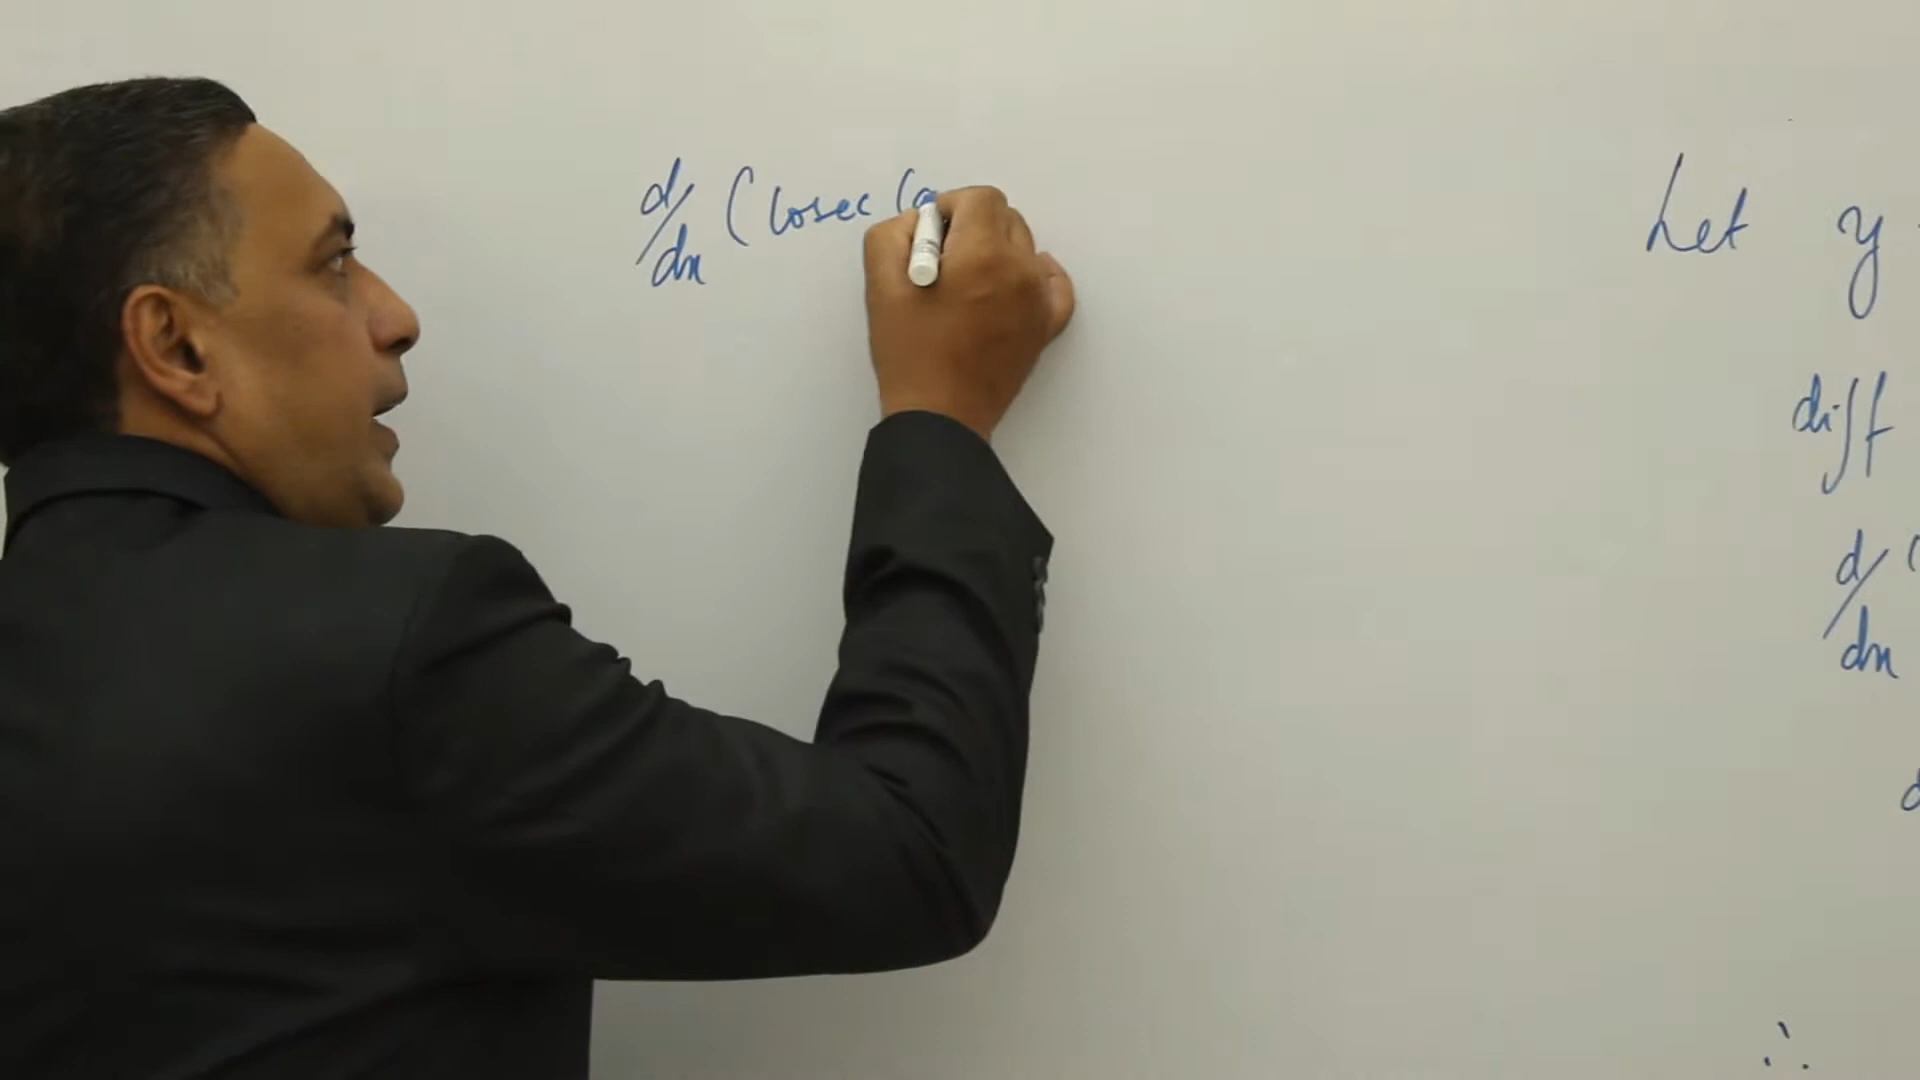 d/dx (Cosec (a
Let y
diff
d/dx (
d
∴